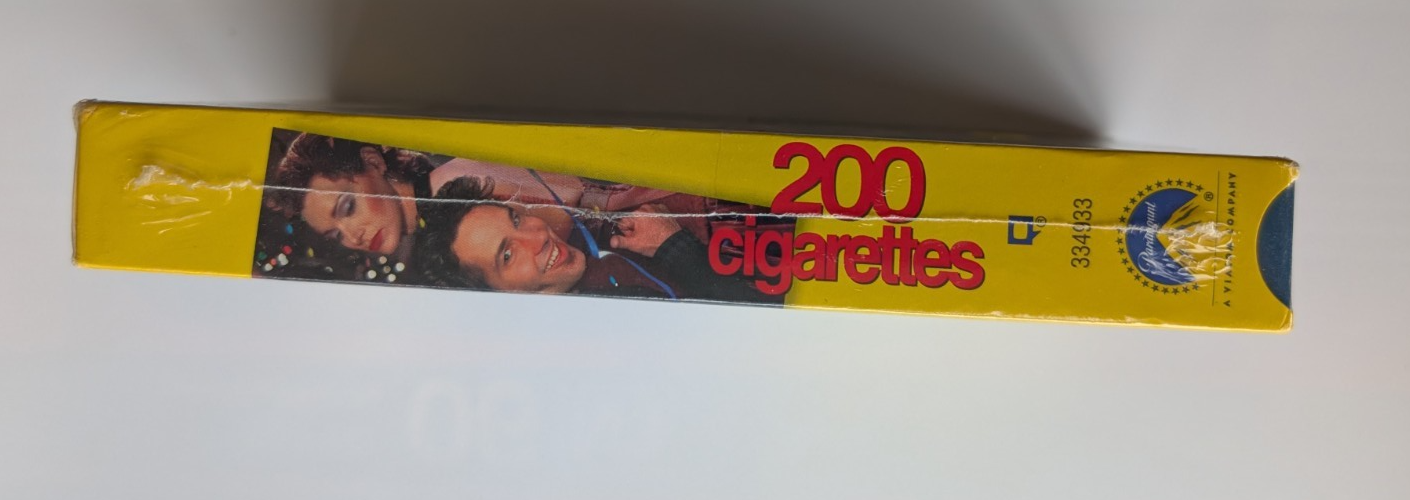 200
cigarettes
®
334933
Paramount
®
A VIACOM COMPANY